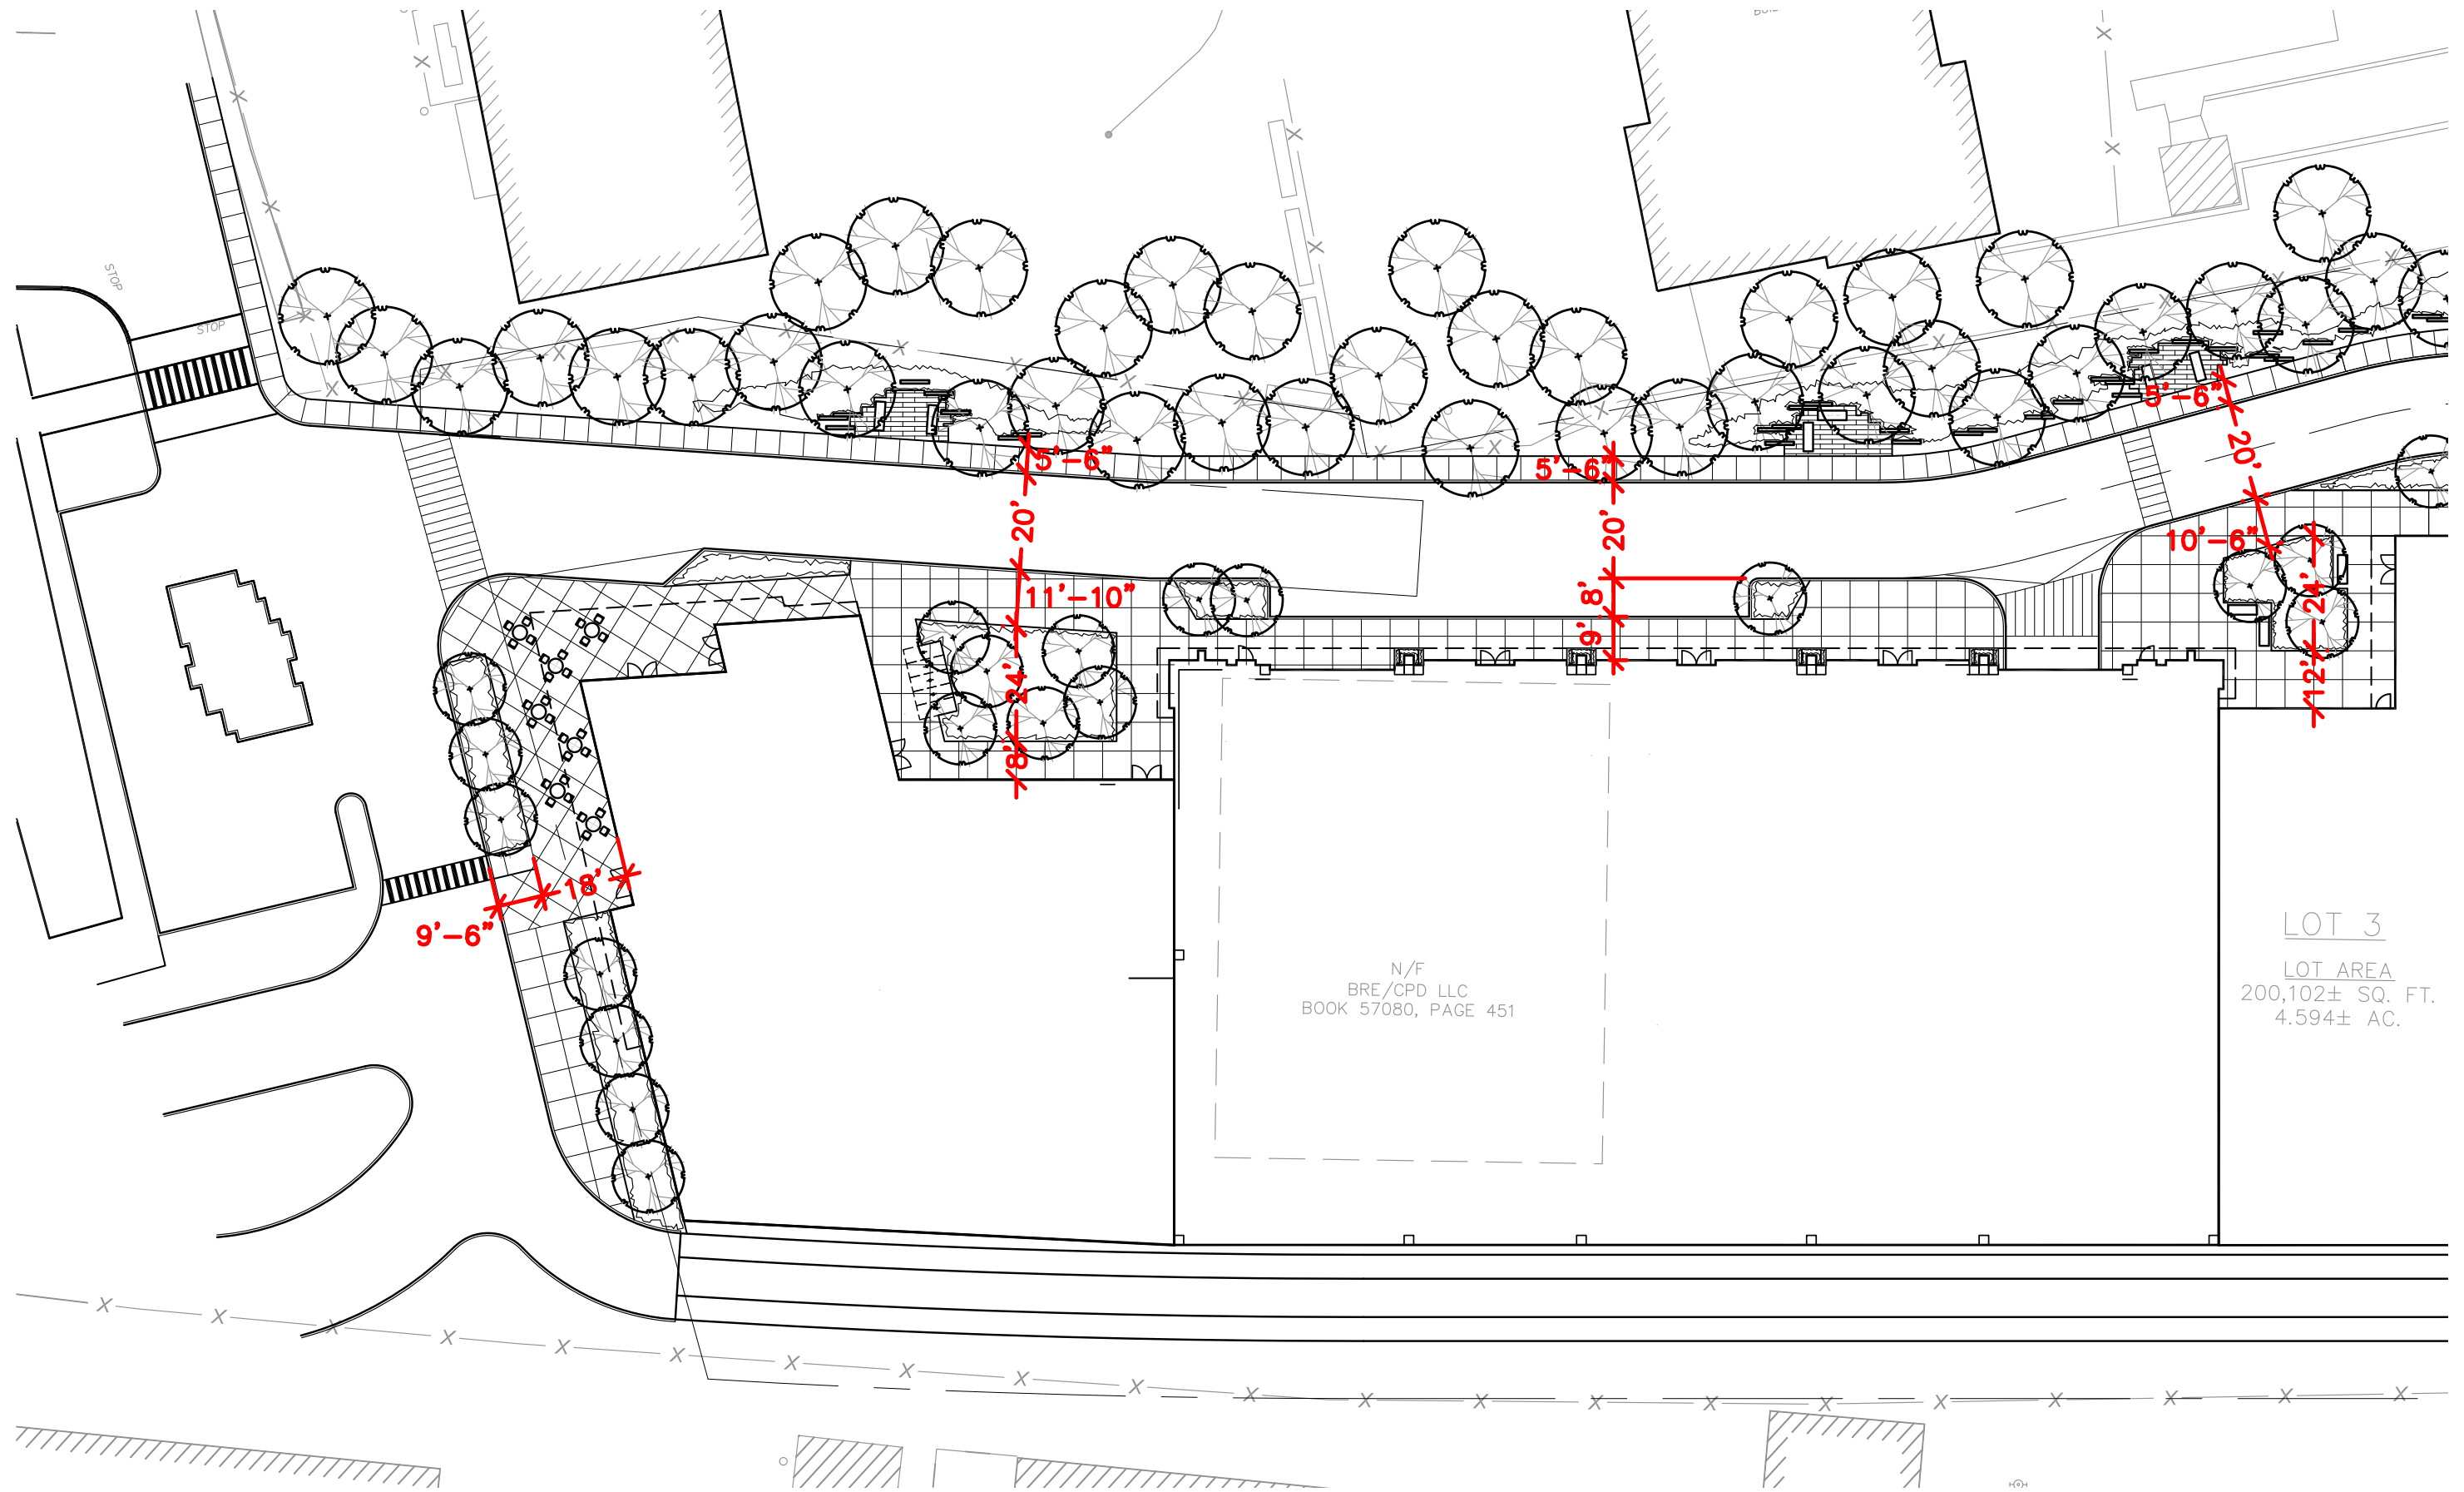 STOP
STOP
5'-6"
5'-6"
5'-6"
20'
20'
20'
10'-6"
11'-10"
8'
9'
24'
24'
8'
12'
18'
9'-6"
LOT 3
LOT AREA
200,102± SQ. FT.
4.594± AC.
N/F
BRE/CPD LLC
BOOK 57080, PAGE 451